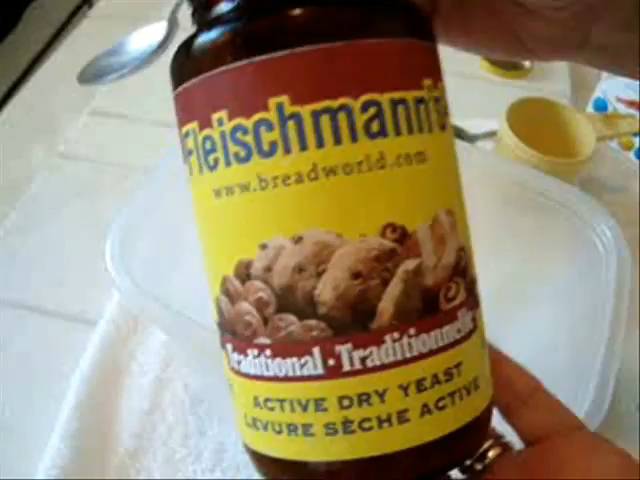 Fleischmann's
www.breadworld.com
Traditional · Traditionnelle
ACTIVE DRY YEAST
LEVURE SÈCHE ACTIVE